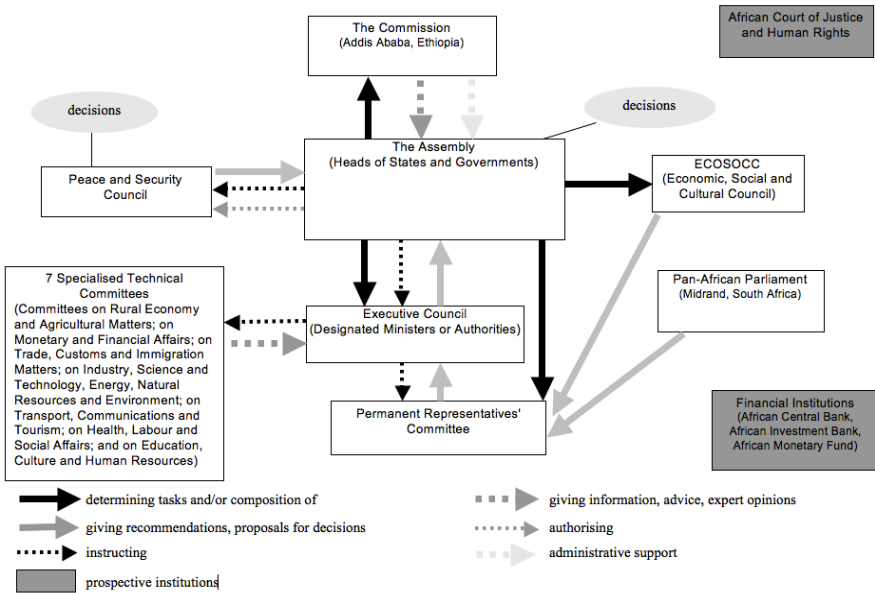 The Commission
(Addis Ababa, Ethiopia)
African Court of Justice
and Human Rights
decisions
decisions
The Assembly
(Heads of States and Governments)
Peace and Security
Council
ECOSOCC
(Economic, Social and
Cultural Council)
7 Specialised Technical
Committees
(Committees on Rural Economy
and Agricultural Matters; on
Monetary and Financial Affairs; on
Trade, Customs and Immigration
Matters; on Industry, Science and
Technology, Energy, Natural
Resources and Environment; on
Transport, Communications and
Tourism; on Health, Labour and
Social Affairs; and on Education,
Culture and Human Resources)
Executive Council
(Designated Ministers or Authorities)
Pan-African Parliament
(Midrand, South Africa)
Permanent Representatives'
Committee
Financial Institutions
(African Central Bank,
African Investment Bank,
African Monetary Fund)
determining tasks and/or composition of
giving recommendations, proposals for decisions
instructing
prospective institutions
giving information, advice, expert opinions
authorising
administrative support